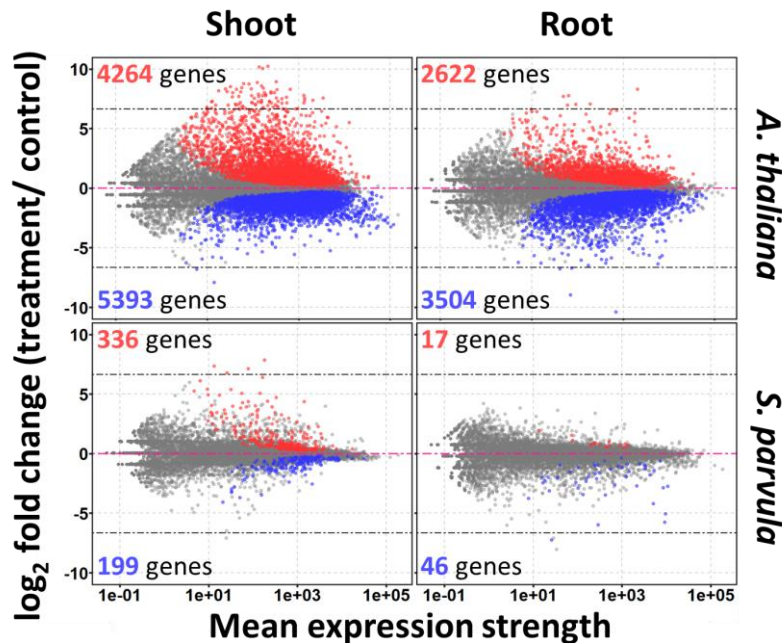 Shoot Root
log₂ fold change (treatment/ control)
10
5
0
-5
-10
4264 genes
5393 genes
2622 genes
3504 genes
A. thaliana
10
5
0
-5
-10
336 genes
199 genes
17 genes
46 genes
S. parvula
1e-01 1e+01 1e+03 1e+05 1e-01 1e+01 1e+03 1e+05
Mean expression strength